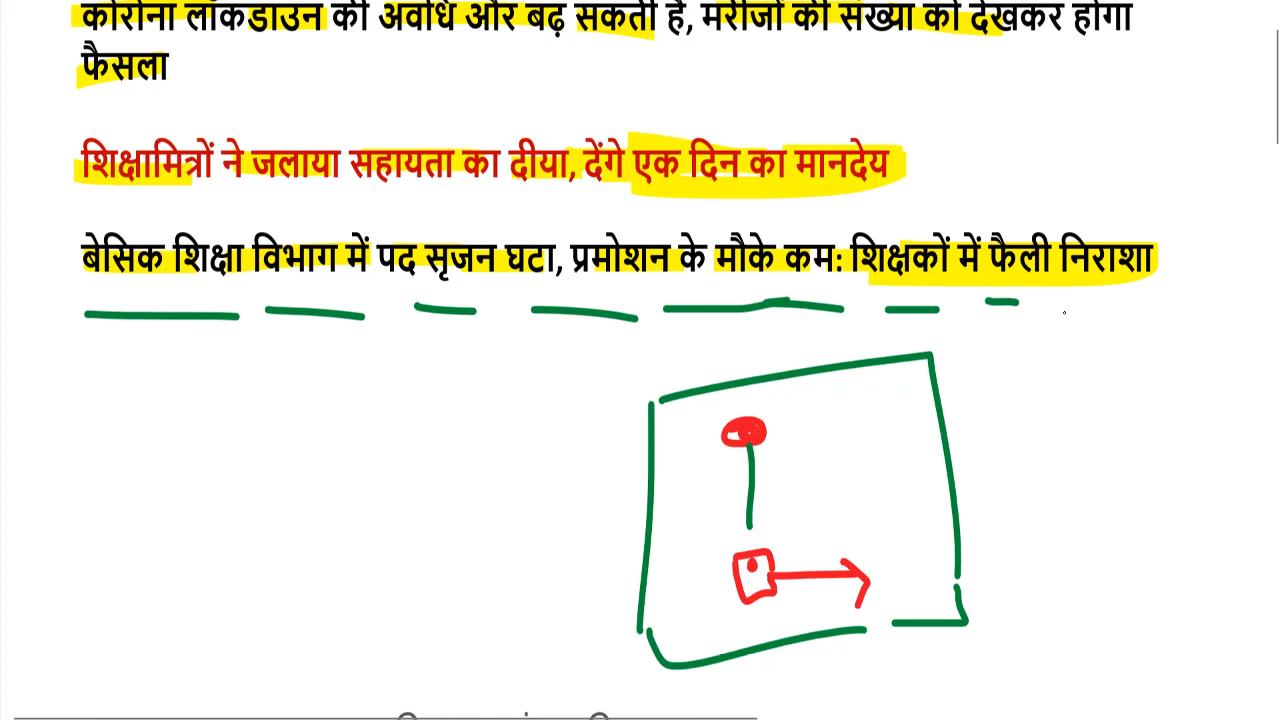 कोरोना लॉकडाउन की अवधि और बढ़ सकती है, मरीजों की संख्या को देखकर होगा
फैसला
शिक्षामित्रों ने जलाया सहायता का दीया, देंगे एक दिन का मानदेय
बेसिक शिक्षा विभाग में पद सृजन घटा, प्रमोशन के मौके कम: शिक्षकों में फैली निराशा